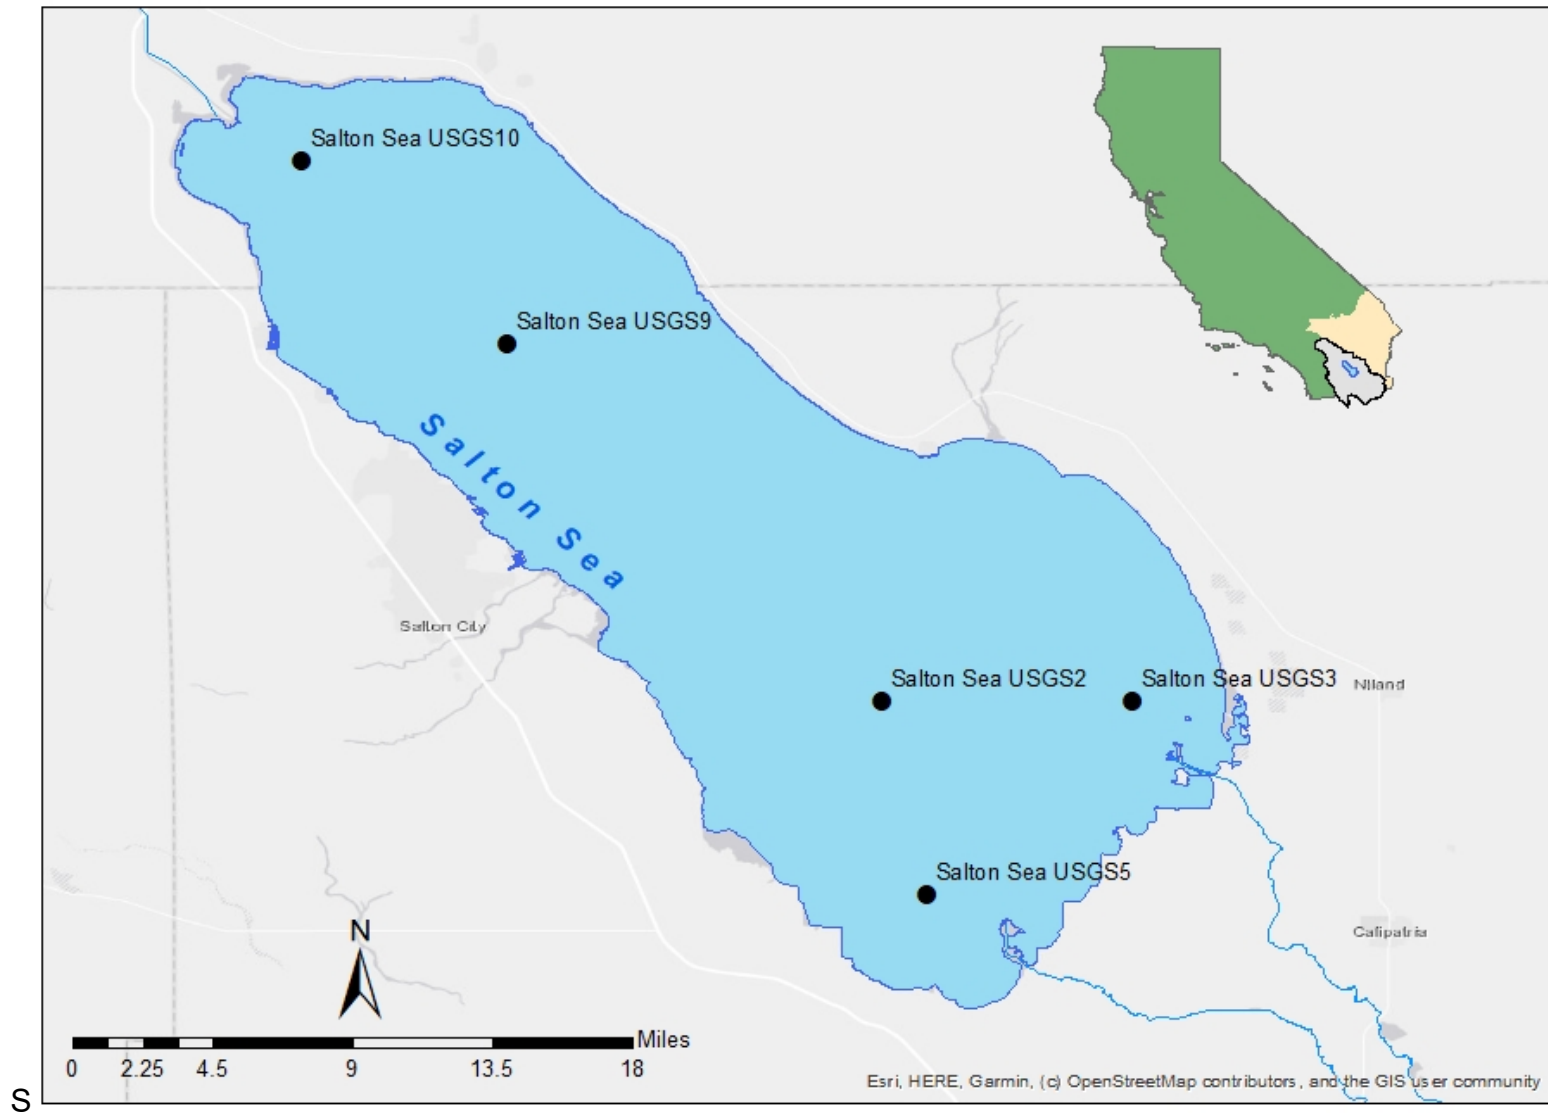 Salton Sea USGS10
Salton Sea USGS9
Salton Sea
Salton City
Salton Sea USGS2
Salton Sea USGS3
Niland
Salton Sea USGS5
Calipatria
N
Miles
0 2.25 4.5 9 13.5 18
Esri, HERE, Garmin, (c) OpenStreetMap contributors, and the GIS user community
S